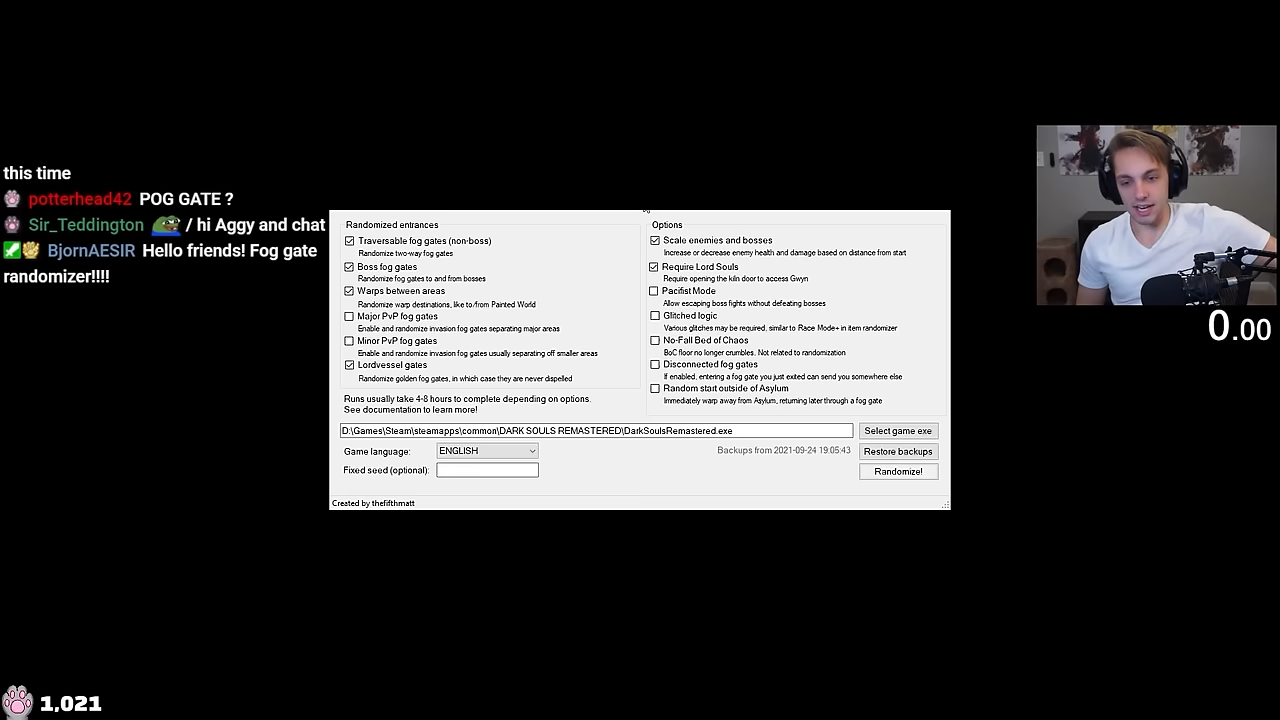 this time
potterhead42 POG GATE ?
Sir_Teddington / hi Aggy and chat
BjornAESIR Hello friends! Fog gate
randomizer!!!!
Randomized entrances
Traversable fog gates (non-boss)
Randomize two-way fog gates
Boss fog gates
Randomize fog gates to and from bosses
Warps between areas
Randomize warp destinations, like to/from Painted World
Major PvP fog gates
Enable and randomize invasion fog gates separating major areas
Minor PvP fog gates
Enable and randomize invasion fog gates usually separating off smaller areas
Lordvessel gates
Randomize golden fog gates, in which case they are never dispelled
Runs usually take 4-8 hours to complete depending on options.
See documentation to learn more!
Options
Scale enemies and bosses
Increase or decrease enemy health and damage based on distance from start
Require Lord Souls
Require opening the kiln door to access Gwyn
Pacifist Mode
Allow escaping boss fights without defeating bosses
Glitched logic
Various glitches may be required, similar to Race Mode+ in item randomizer
No-Fall Bed of Chaos
BoC floor no longer crumbles. Not related to randomization
Disconnected fog gates
If enabled, entering a fog gate you just exited can send you somewhere else
Random start outside of Asylum
Immediately warp away from Asylum, returning later through a fog gate
D:\Games\Steam\steamapps\common\DARK SOULS REMASTERED\DarkSoulsRemastered.exe
Select game exe
Game language: ENGLISH
Backups from 2021-09-24 19:05:43
Restore backups
Fixed seed (optional):
Randomize!
Created by thefifthmatt
0.00
1,021